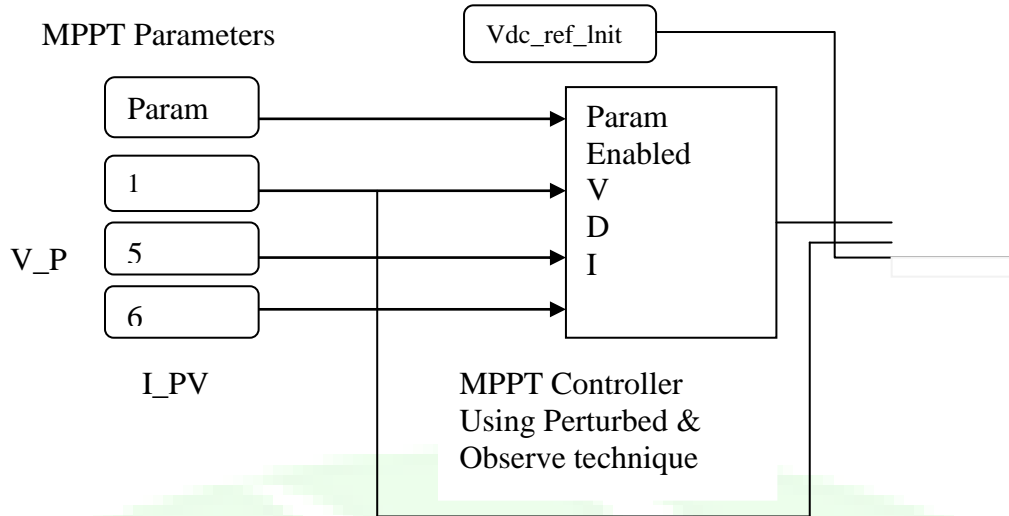 MPPT Parameters
Vdc_ref_lnit
Param
1
5
6
V_P
I_PV
Param
Enabled
V
D
I
MPPT Controller
Using Perturbed &
Observe technique